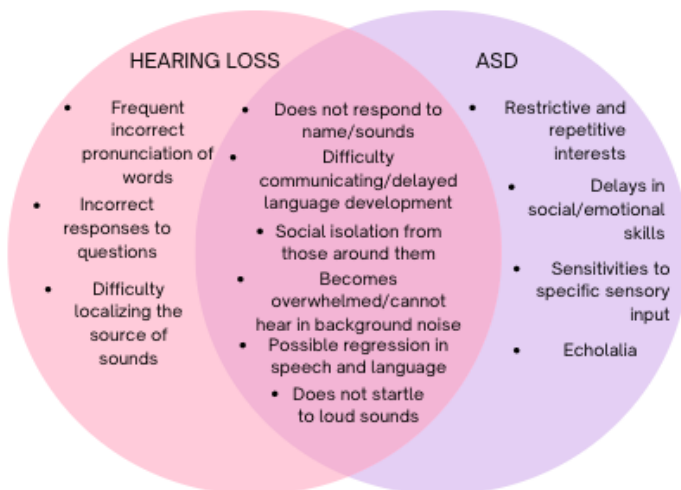 HEARING LOSS
• Frequent
incorrect
pronunciation of
words
• Incorrect
responses to
questions
• Difficulty
localizing the
source of
sounds
• Does not respond to
name/sounds
• Difficulty
communicating/delayed
language development
• Social isolation from
those around them
• Becomes
overwhelmed/cannot
hear in background noise
• Possible regression in
speech and language
• Does not startle
to loud sounds
ASD
• Restrictive and
repetitive
interests
• Delays in
social/emotional
skills
• Sensitivities to
specific sensory
input
• Echolalia